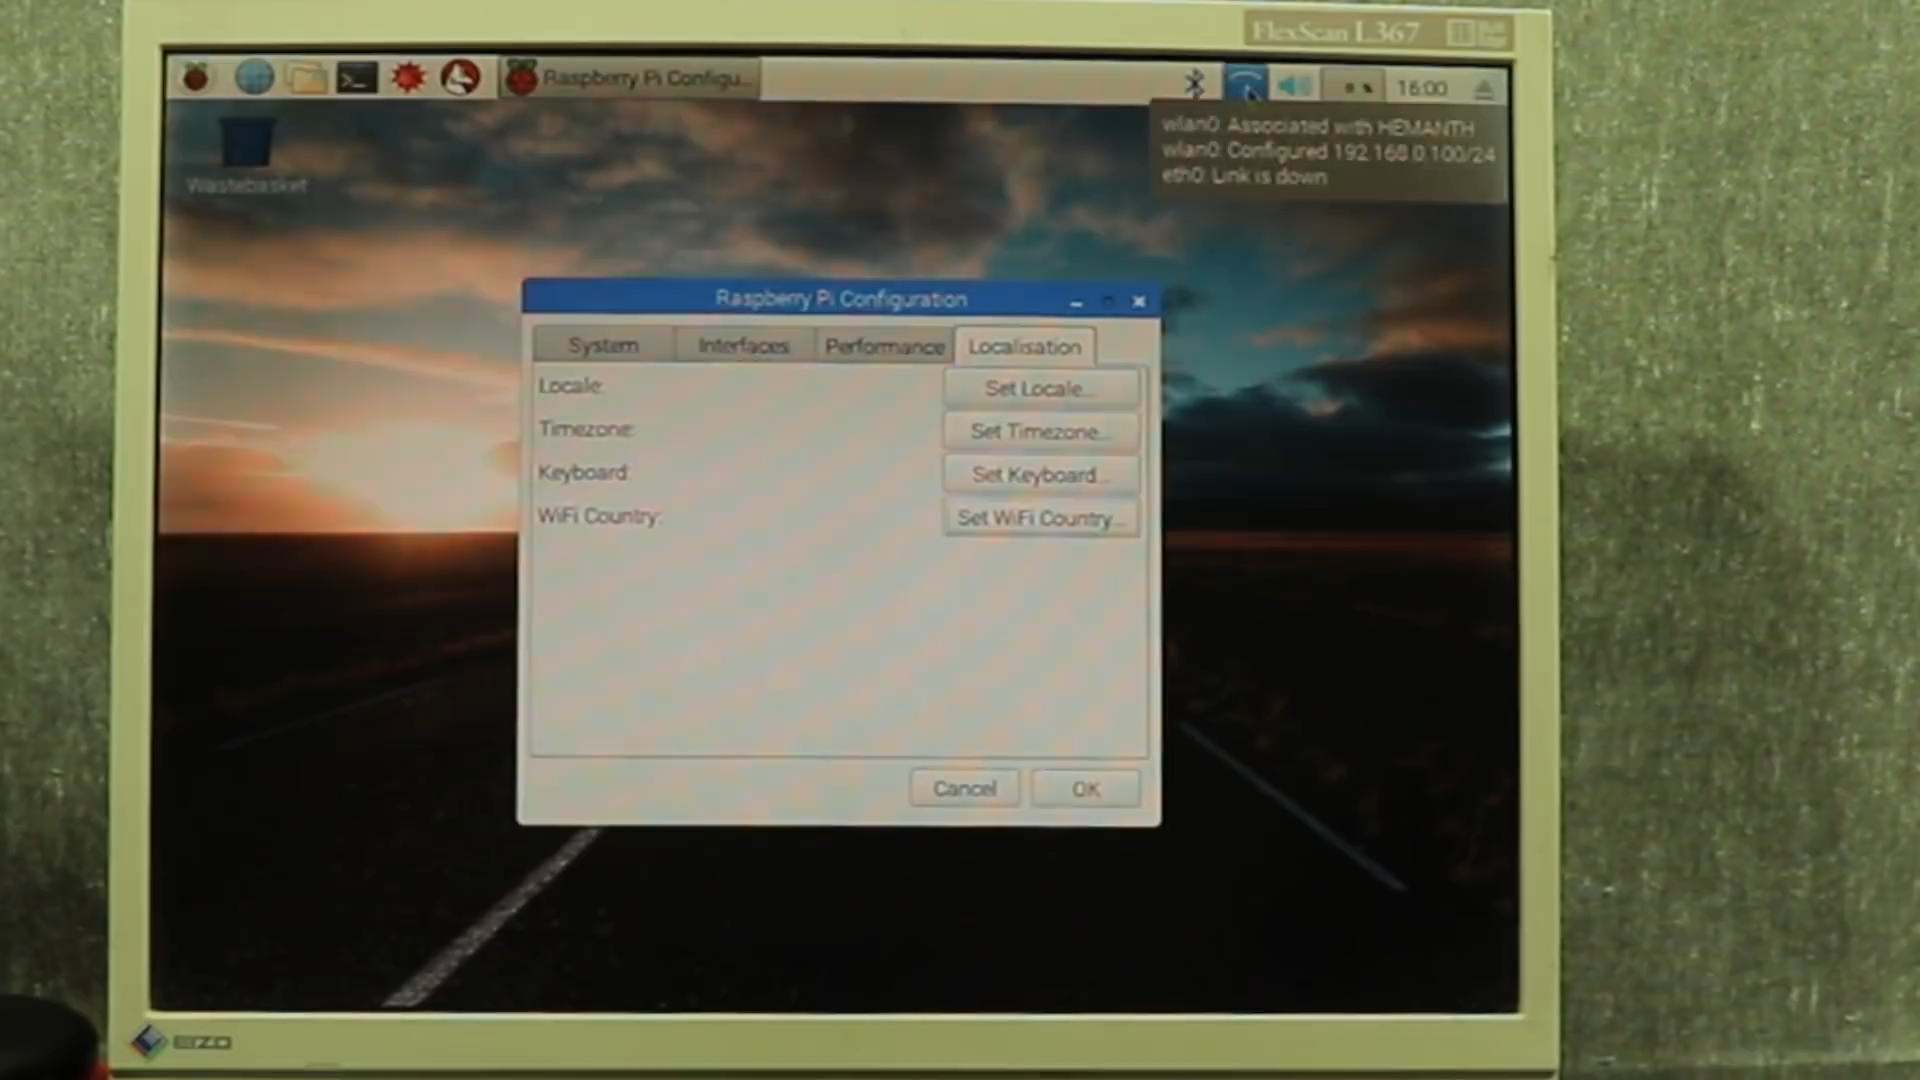 FlexScan L367
Raspberry Pi Configu...
16:00
wlan0: Associated with HEMANTH
wlan0: Configured 192.168.0.100/24
eth0: Link is down
Wastebasket
Raspberry Pi Configuration
System Interfaces Performance Localisation
Locale: Set Locale...
Timezone: Set Timezone...
Keyboard: Set Keyboard...
WiFi Country: Set WiFi Country...
Cancel OK
EIZO